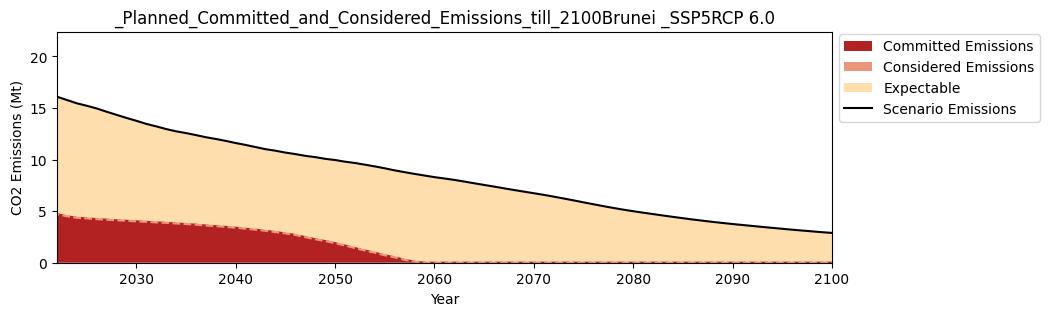 _Planned_Committed_and_Considered_Emissions_till_2100Brunei _SSP5RCP 6.0
CO2 Emissions (Mt)
20
15
10
5
0
2030 2040 2050 2060 2070 2080 2090 2100
Year
Committed Emissions
Considered Emissions
Expectable
Scenario Emissions